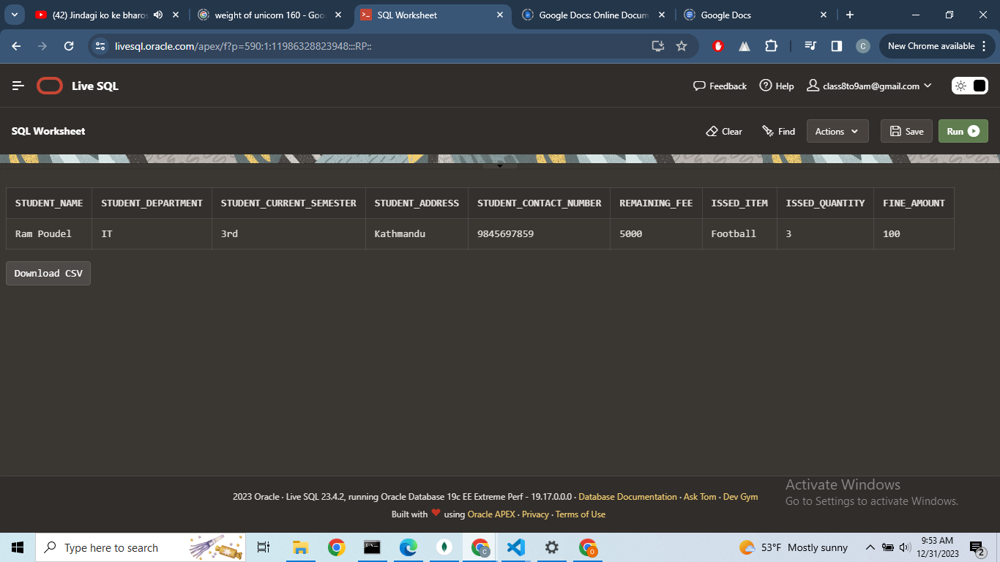 (42) Jindagi ko ke bharos
weight of unicorn 160 - Goo
SQL Worksheet
Google Docs: Online Docum
Google Docs
livesql.oracle.com/apex/f?p=590:1:11986328823948:::RP::
C
New Chrome available
Live SQL
Feedback
Help
class8to9am@gmail.com
SQL Worksheet
Clear
Find
Actions
Save
Run
STUDENT_NAME STUDENT_DEPARTMENT STUDENT_CURRENT_SEMESTER STUDENT_ADDRESS STUDENT_CONTACT_NUMBER REMAINING_FEE ISSED_ITEM ISSED_QUANTITY FINE_AMOUNT
Ram Poudel IT 3rd Kathmandu 9845697859 5000 Football 3 100
Download CSV
2023 Oracle · Live SQL 23.4.2, running Oracle Database 19c EE Extreme Perf - 19.17.0.0.0 · Database Documentation · Ask Tom · Dev Gym
Built with ❤ using Oracle APEX · Privacy · Terms of Use
Activate Windows
Go to Settings to activate Windows.
Type here to search
C
O
53°F Mostly sunny
9:53 AM
12/31/2023
2